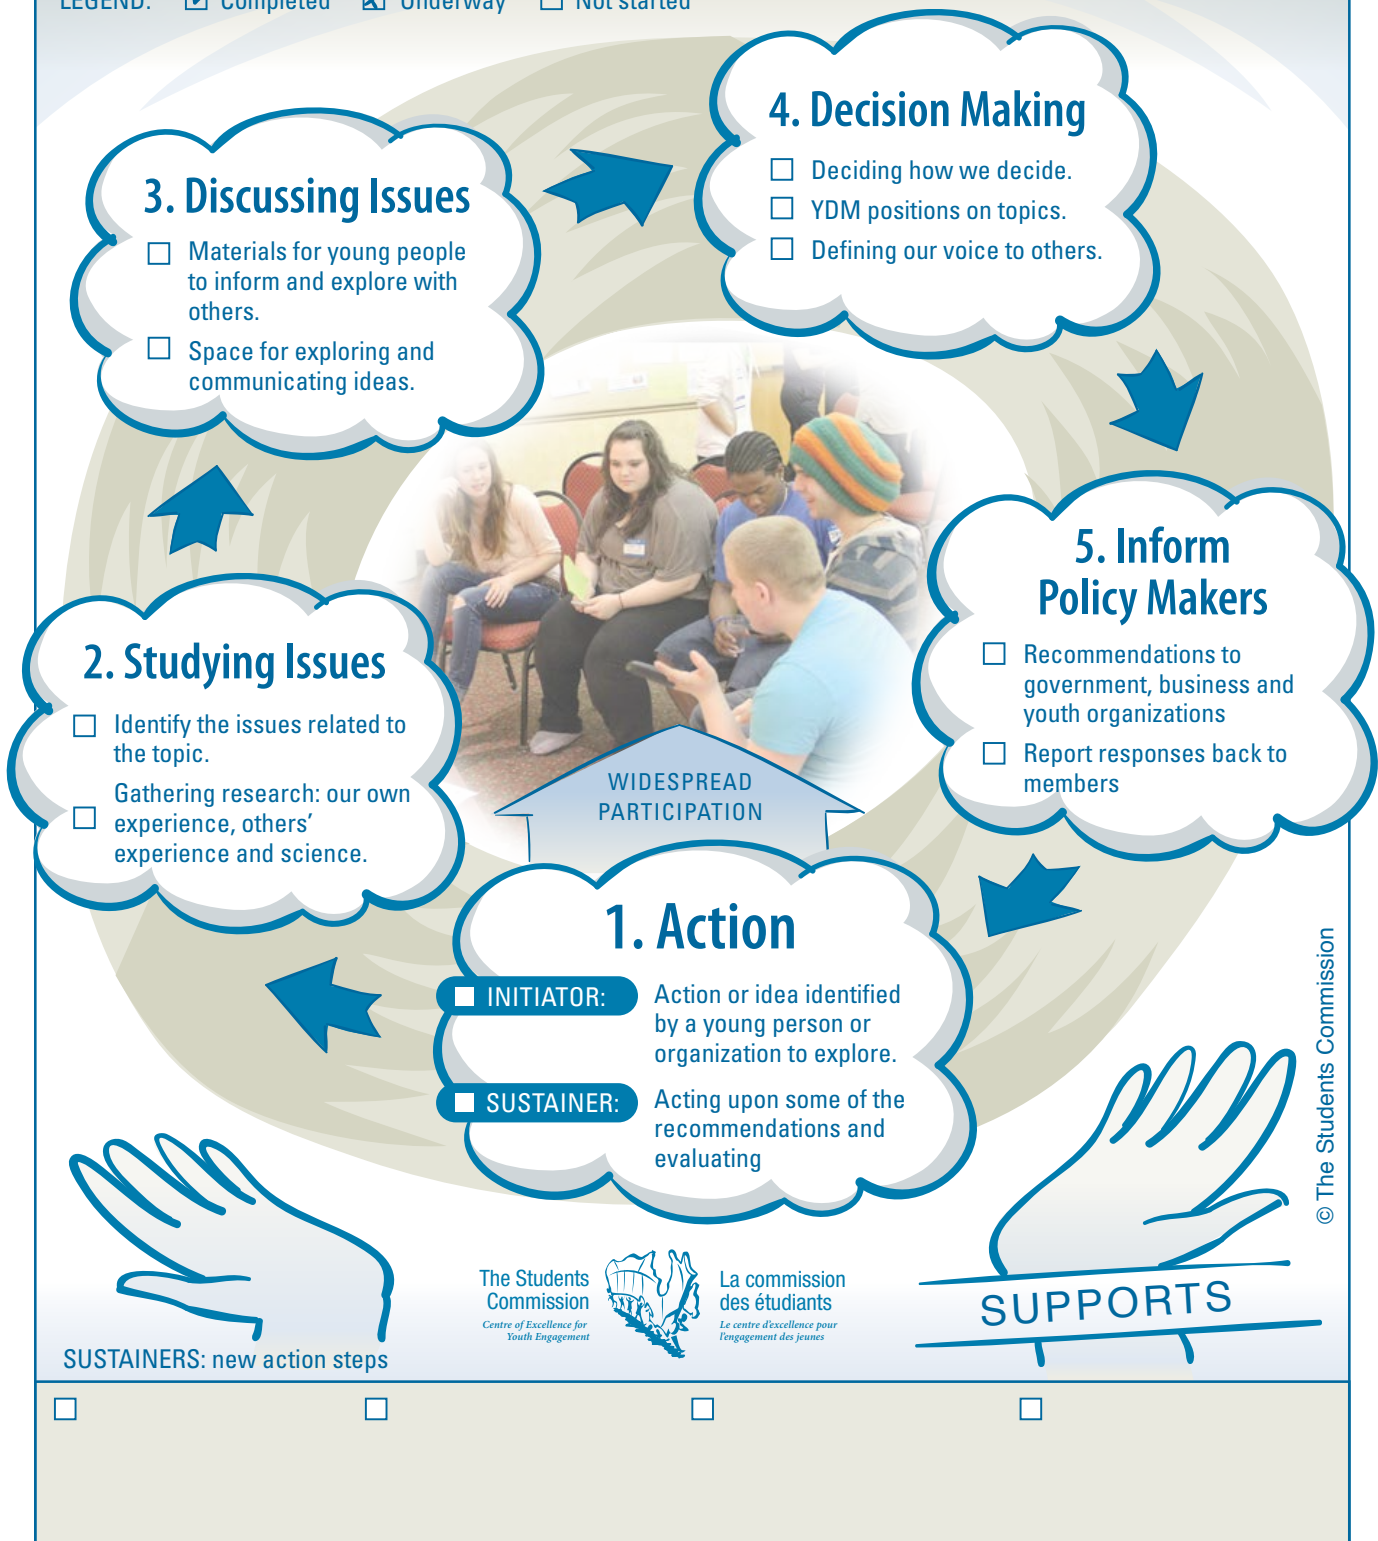 LEGEND: Completed Underway Not started
4. Decision Making
Deciding how we decide.
YDM positions on topics.
Defining our voice to others.
3. Discussing Issues
Materials for young people
to inform and explore with
others.
Space for exploring and
communicating ideas.
5. Inform
Policy Makers
Recommendations to
government, business and
youth organizations
Report responses back to
members
2. Studying Issues
Identify the issues related to
the topic.
Gathering research: our own
experience, others’
experience and science.
WIDESPREAD
PARTICIPATION
1. Action
INITIATOR:
Action or idea identified
by a young person or
organization to explore.
SUSTAINER:
Acting upon some of the
recommendations and
evaluating
© The Students Commission
The Students
Commission
Centre of Excellence for
Youth Engagement
La commission
des étudiants
Le centre d’excellence pour
l’engagement des jeunes
SUPPORTS
SUSTAINERS: new action steps